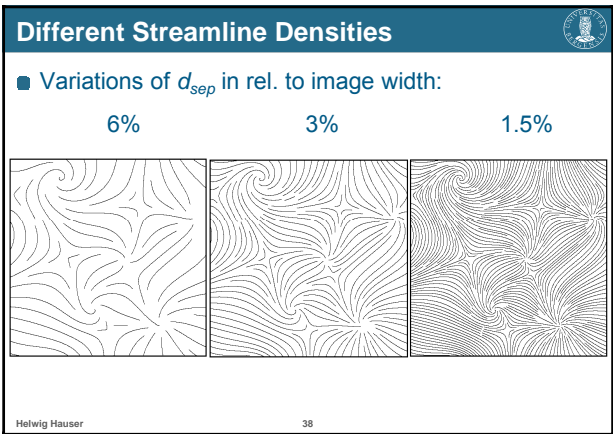 Different Streamline Densities
Variations of dsep in rel. to image width:
6% 3% 1.5%
Helwig Hauser 38